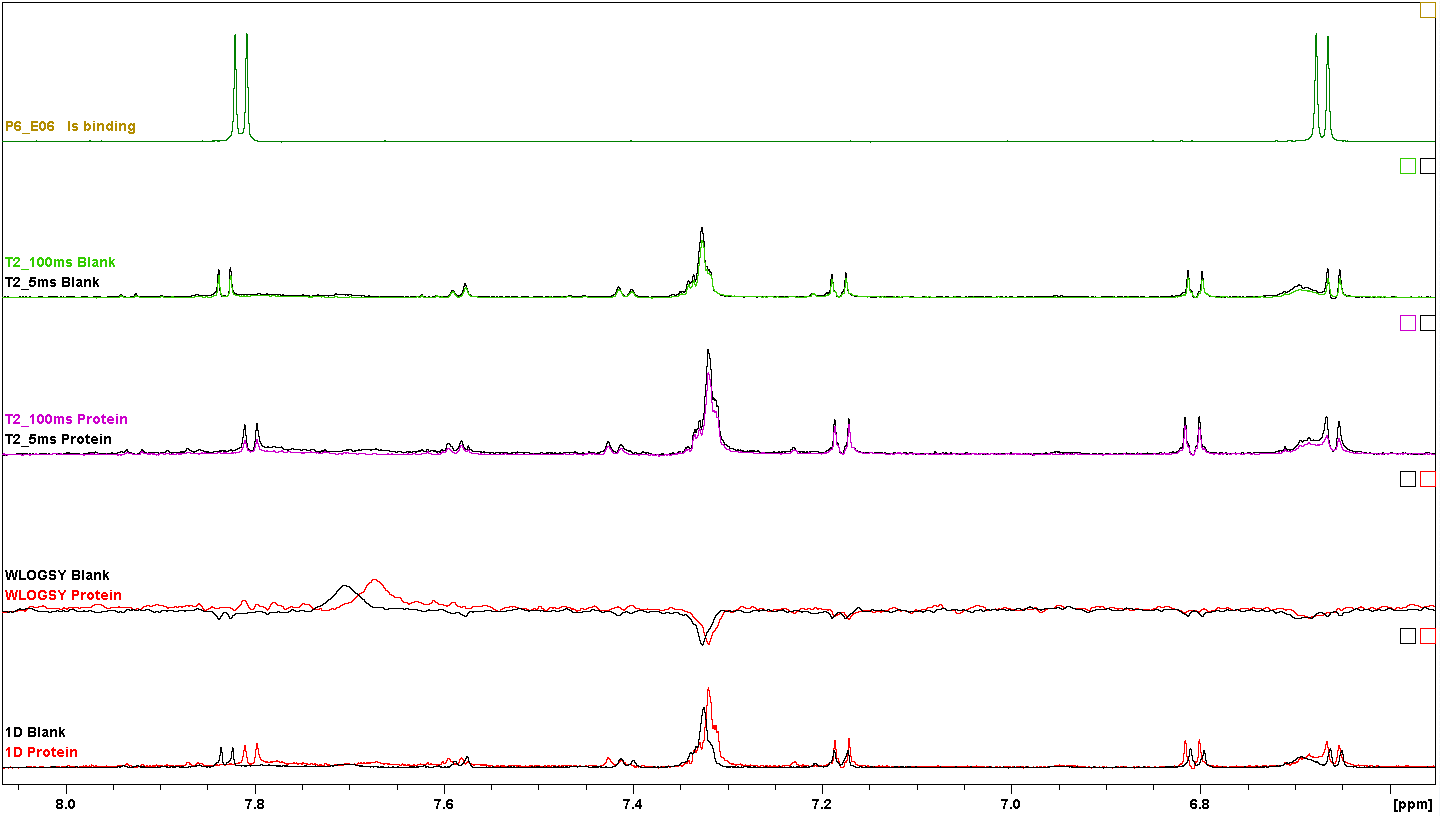 P6_E06 Is binding
T2_100ms Blank
T2_5ms Blank
T2_100ms Protein
T2_5ms Protein
WLOGSY Blank
WLOGSY Protein
1D Blank
1D Protein
8.0 7.8 7.6 7.4 7.2 7.0 6.8 [ppm]